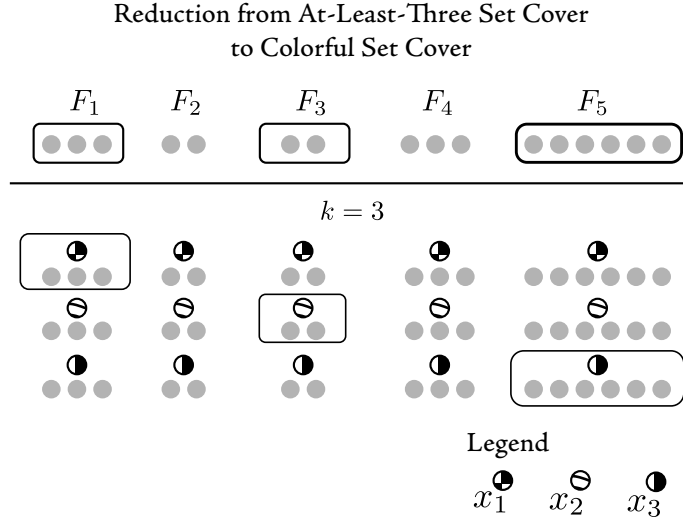 Reduction from At-Least-Three Set Cover
to Colorful Set Cover
F₁ F₂ F₃ F₄ F₅
k = 3
Legend
x₁ x₂ x₃